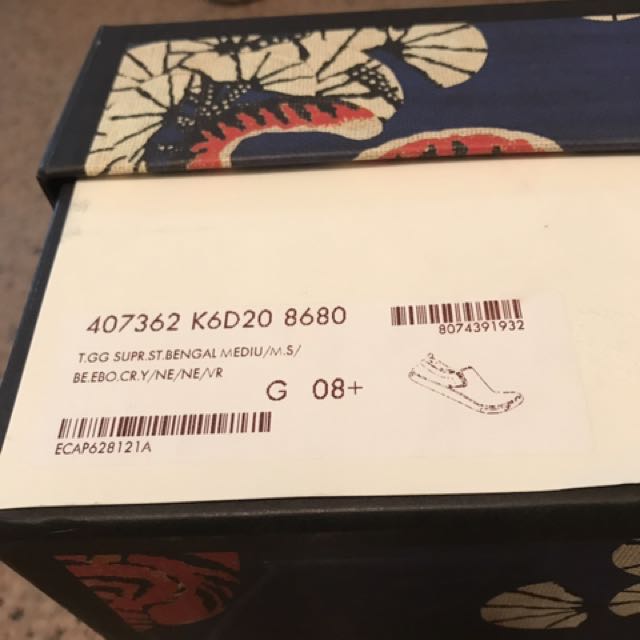 407362 K6D20 8680
8074391932
T.GG SUPR.ST.BENGAL MEDIU/M.S/
BE.EBO.CR.Y/NE/NE/VR
G 08+
ECAP628121A